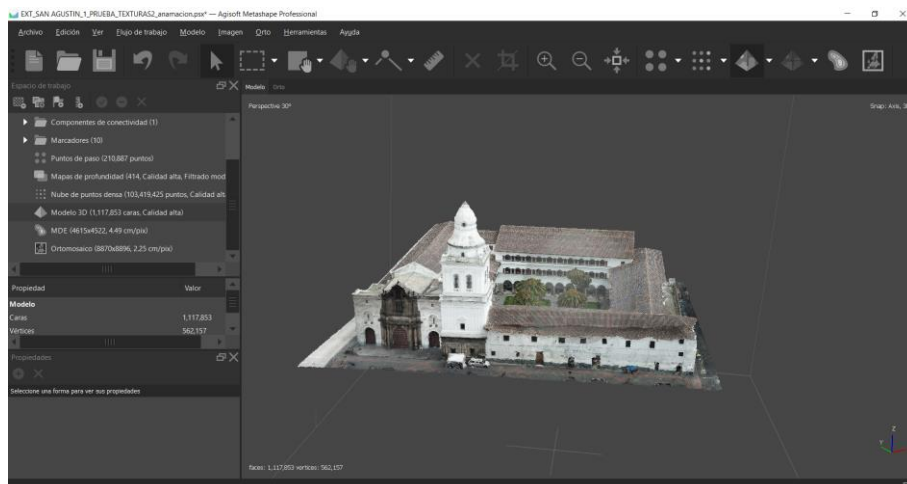 EXT_SAN AGUSTIN_1_PRUEBA_TEXTURAS2_anamacion.psx* — Agisoft Metashape Professional
Archivo Edición Ver Flujo de trabajo Modelo Imagen Orto Herramientas Ayuda
Espacio de trabajo
Modelo Orto
Perspectiva 30°
Snap: Axis, 3
Componentes de conectividad (1)
Marcadores (10)
Puntos de paso (210,887 puntos)
Mapas de profundidad (414, Calidad alta, Filtrado mod
Nube de puntos densa (103,419,425 puntos, Calidad alt
Modelo 3D (1,117,853 caras, Calidad alta)
MDE (4615x4522, 4.49 cm/pix)
Ortomosaico (8870x8896, 2.25 cm/pix)
Propiedad Valor
Modelo
Caras 1,117,853
Vértices 562,157
Propiedades
Seleccione una forma para ver sus propiedades
faces: 1,117,853 vertices: 562,157
Z
Y